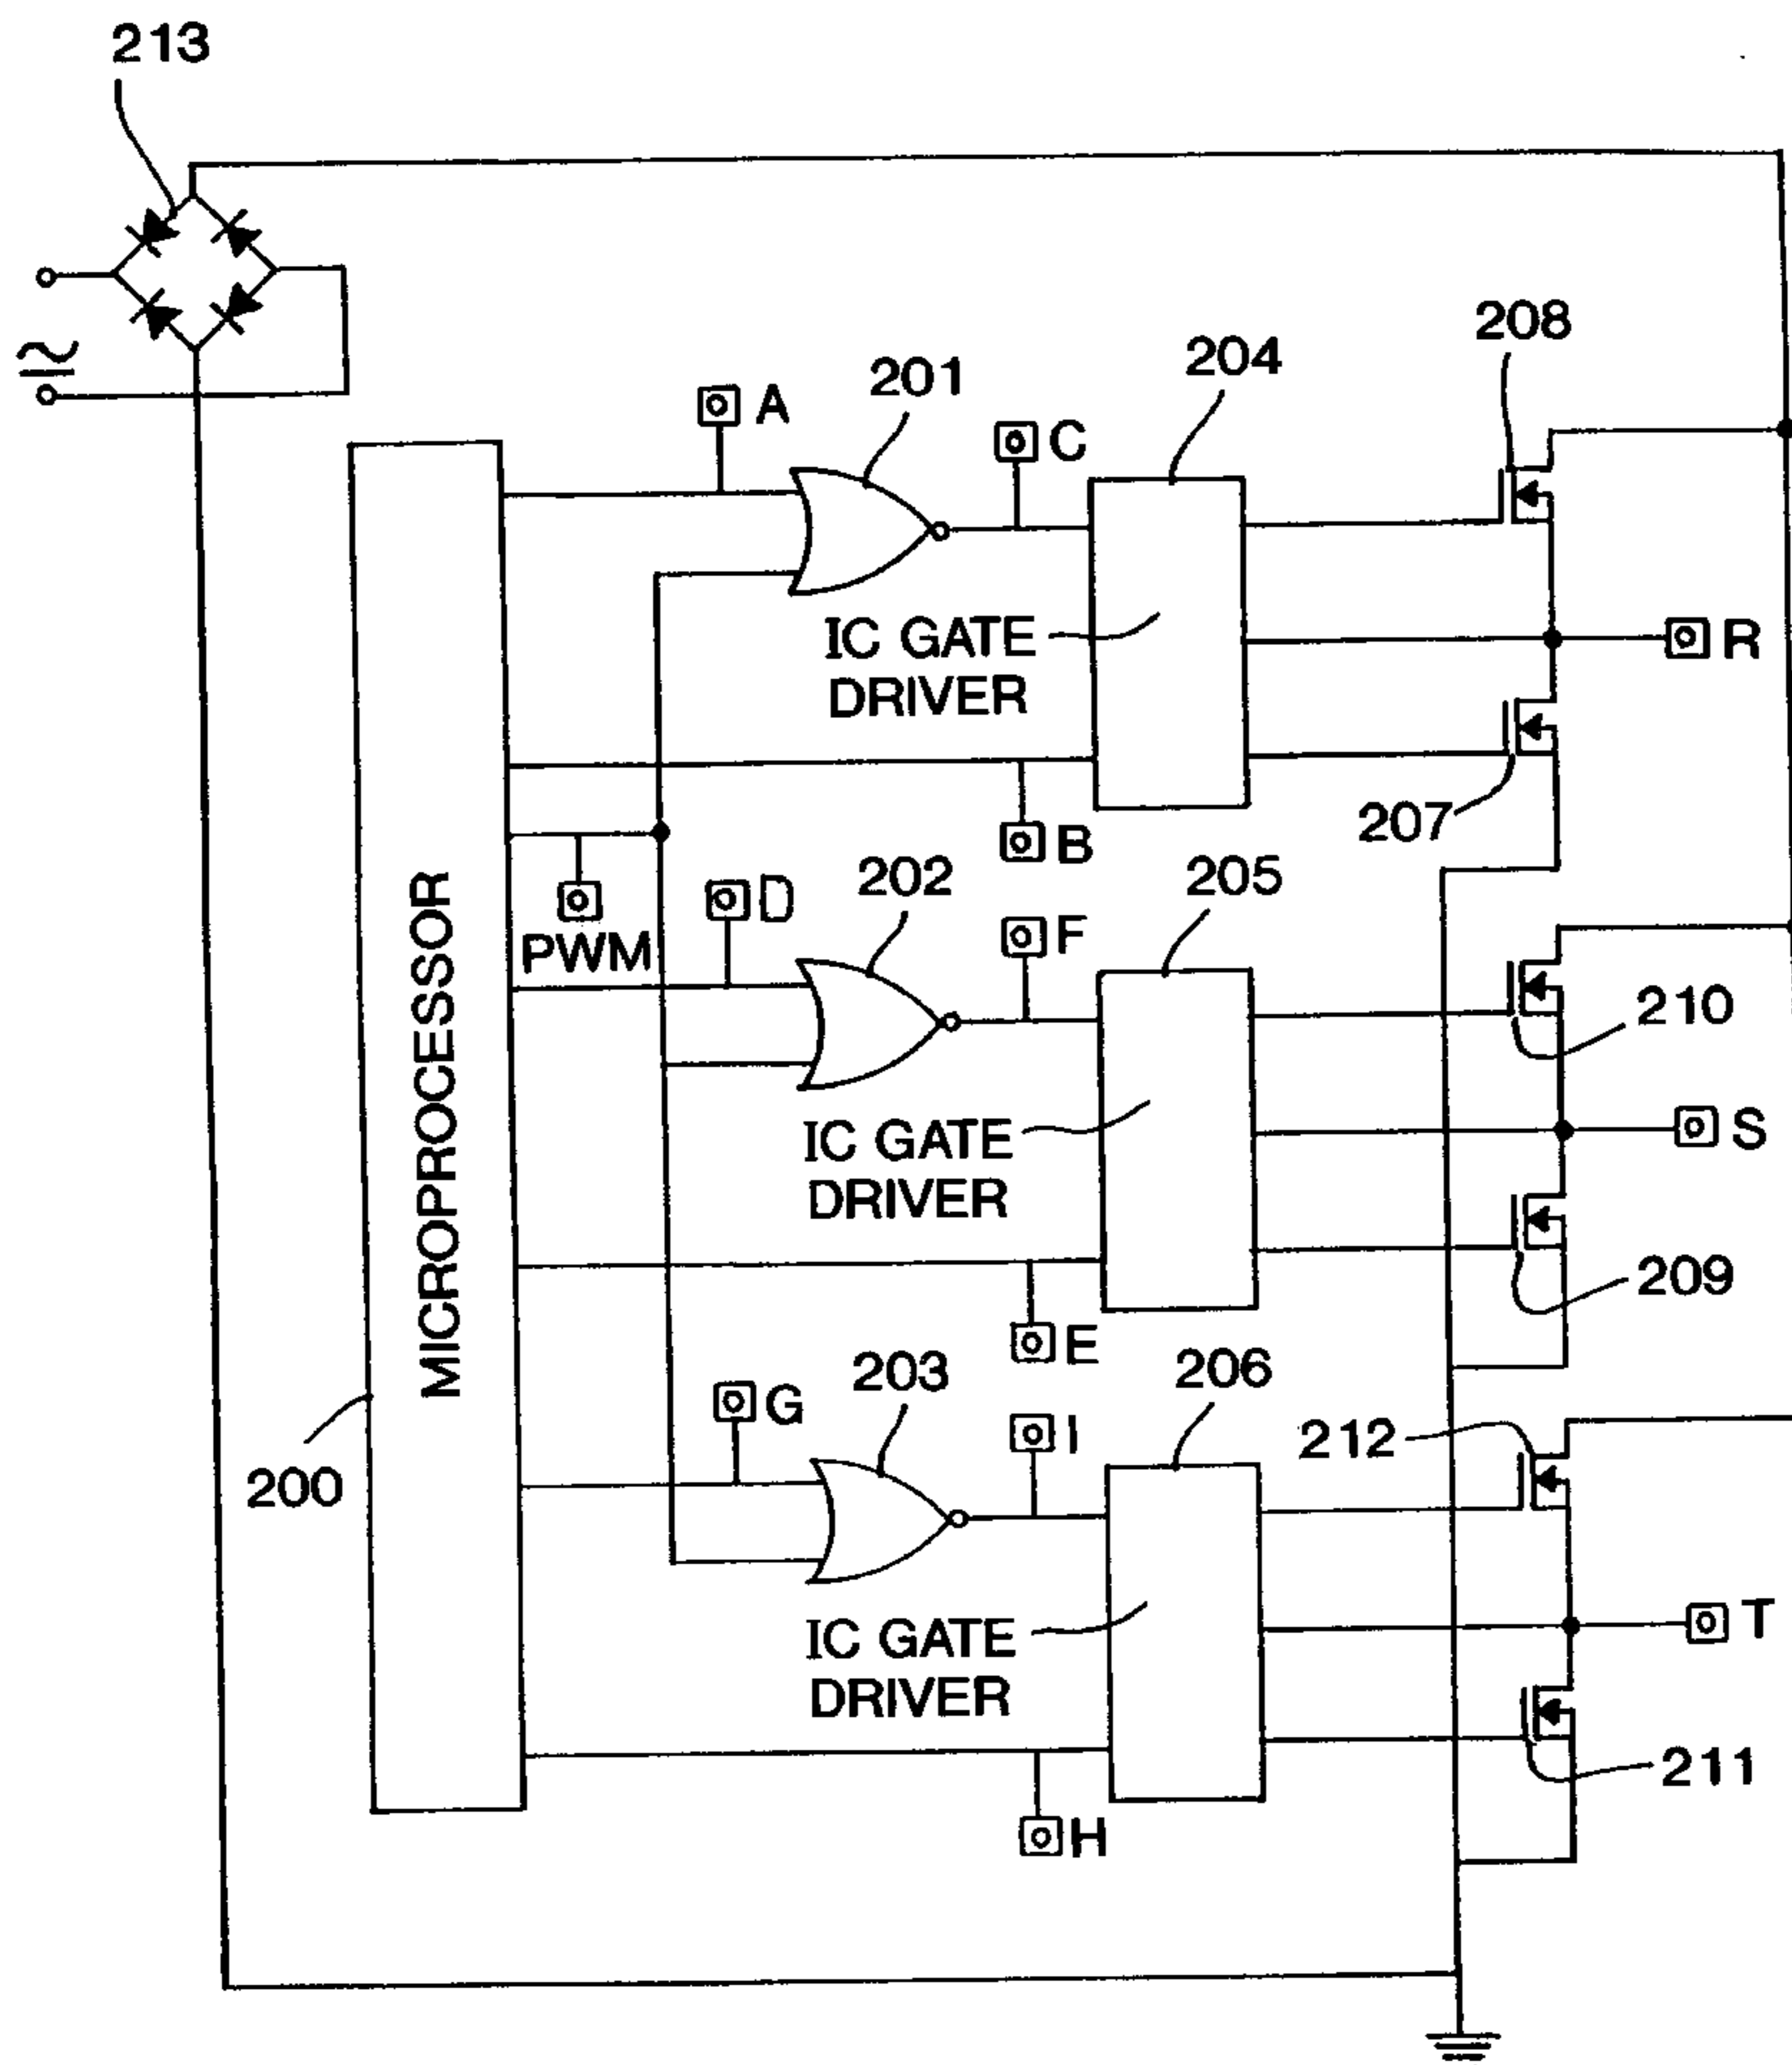 213
208
204
201
A
C
IC GATE
DRIVER
R
207
B
PWM
D
202
205
F
MICROPROCESSOR
210
IC GATE
DRIVER
S
209
E
203
206
G
I
212
200
IC GATE
DRIVER
T
211
H